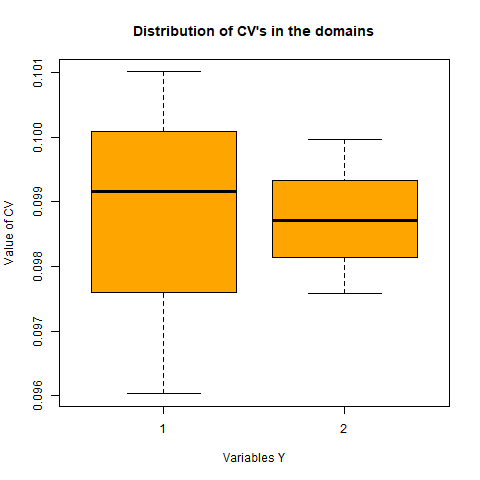 Distribution of CV's in the domains
Value of CV
0.101
0.100
0.099
0.098
0.097
0.096
1
2
Variables Y